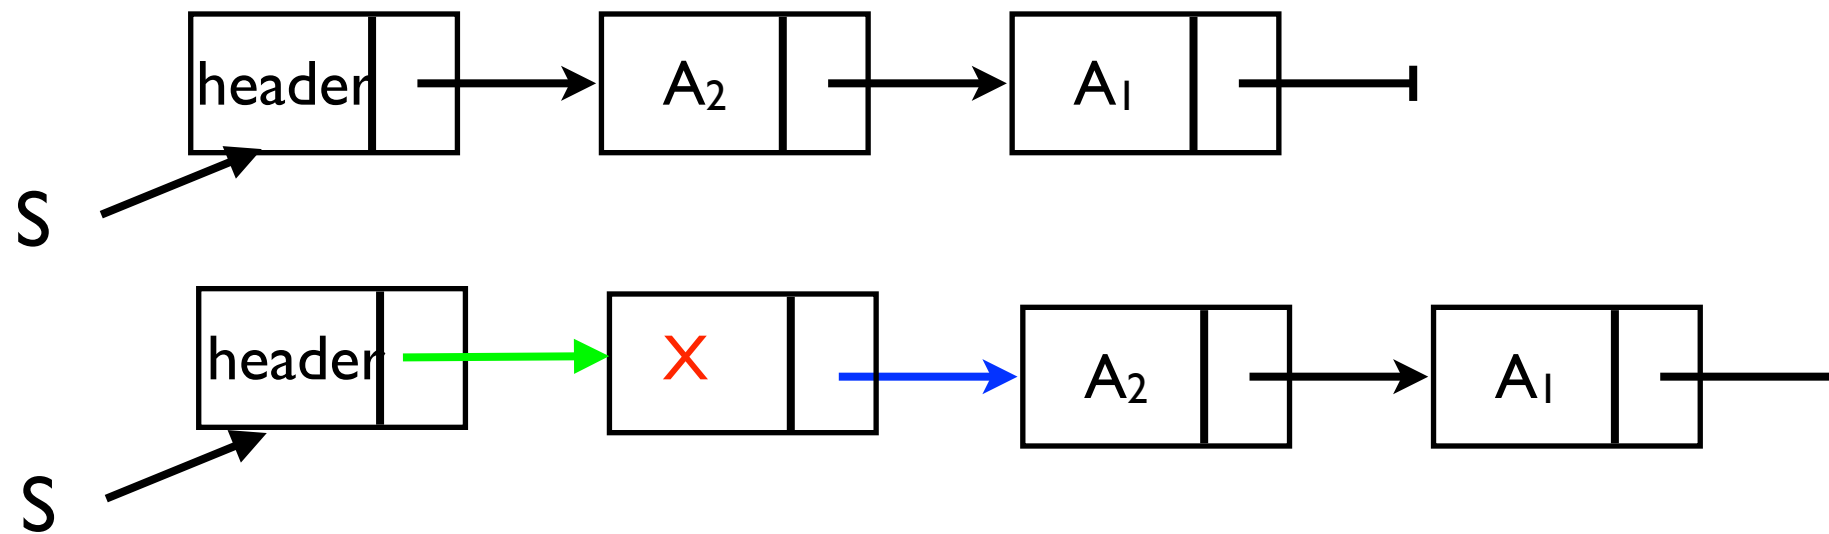 header A₂ A₁
S
header X A₂ A₁
S